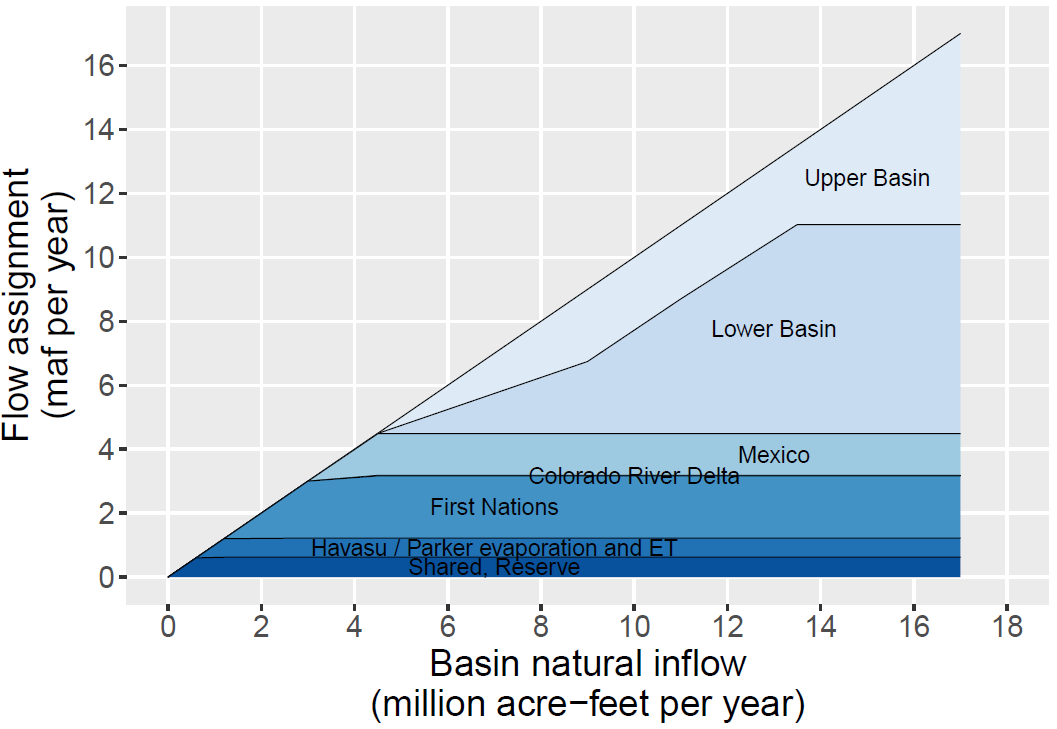 Flow assignment
(maf per year)
16
14
12
10
8
6
4
2
0
Upper Basin
Lower Basin
Mexico
Colorado River Delta
First Nations
Havasu / Parker evaporation and ET
Shared, Reserve
0 2 4 6 8 10 12 14 16 18
Basin natural inflow
(million acre−feet per year)